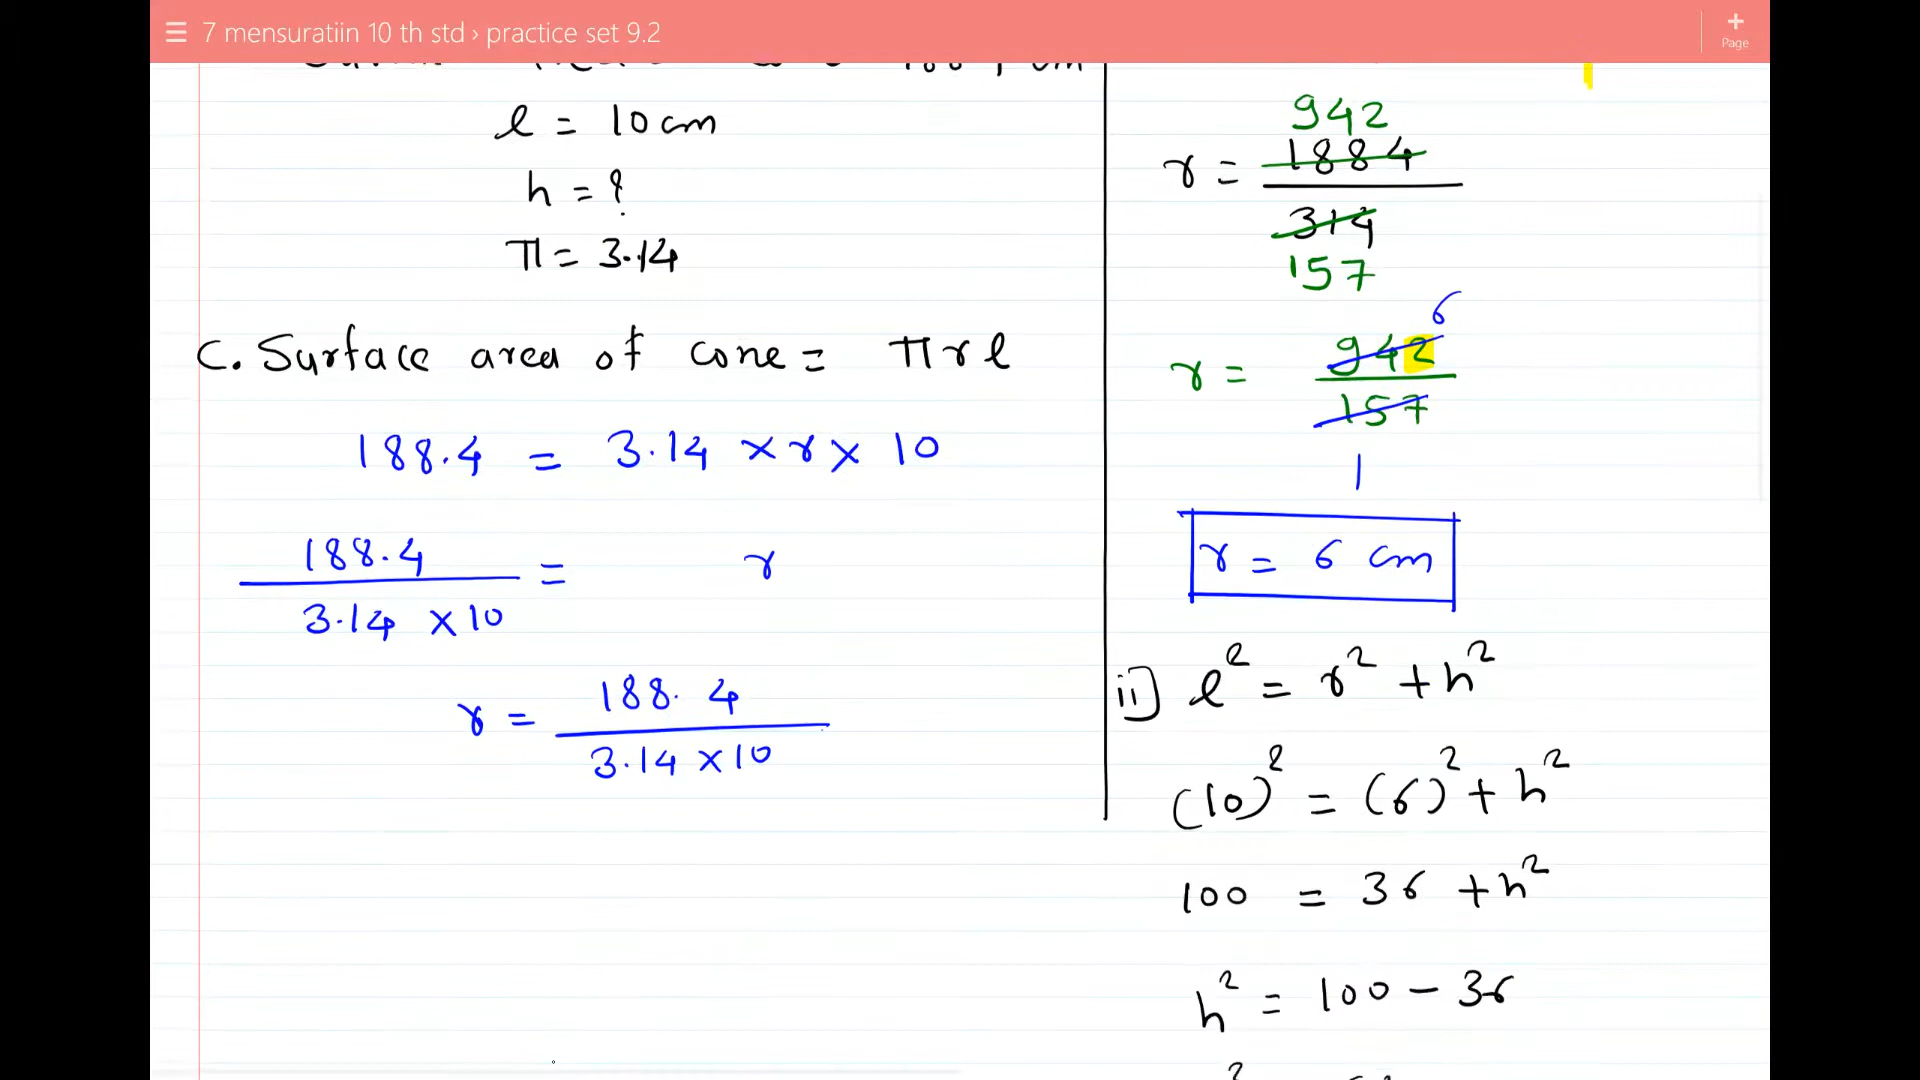 7 mensuratiin 10 th std › practice set 9.2
+
Page
l = 10 cm
h = ?
π = 3.14
C. Surface area of cone = π r l
188.4 = 3.14 × r × 10
188.4 = r
3.14 × 10
r = 188.4
3.14 × 10
942
r = 1884
314
157
6
r = 942
157
1
r = 6 cm
ii] l² = r² + h²
(10)² = (6)² + h²
100 = 36 + h²
h² = 100 - 36